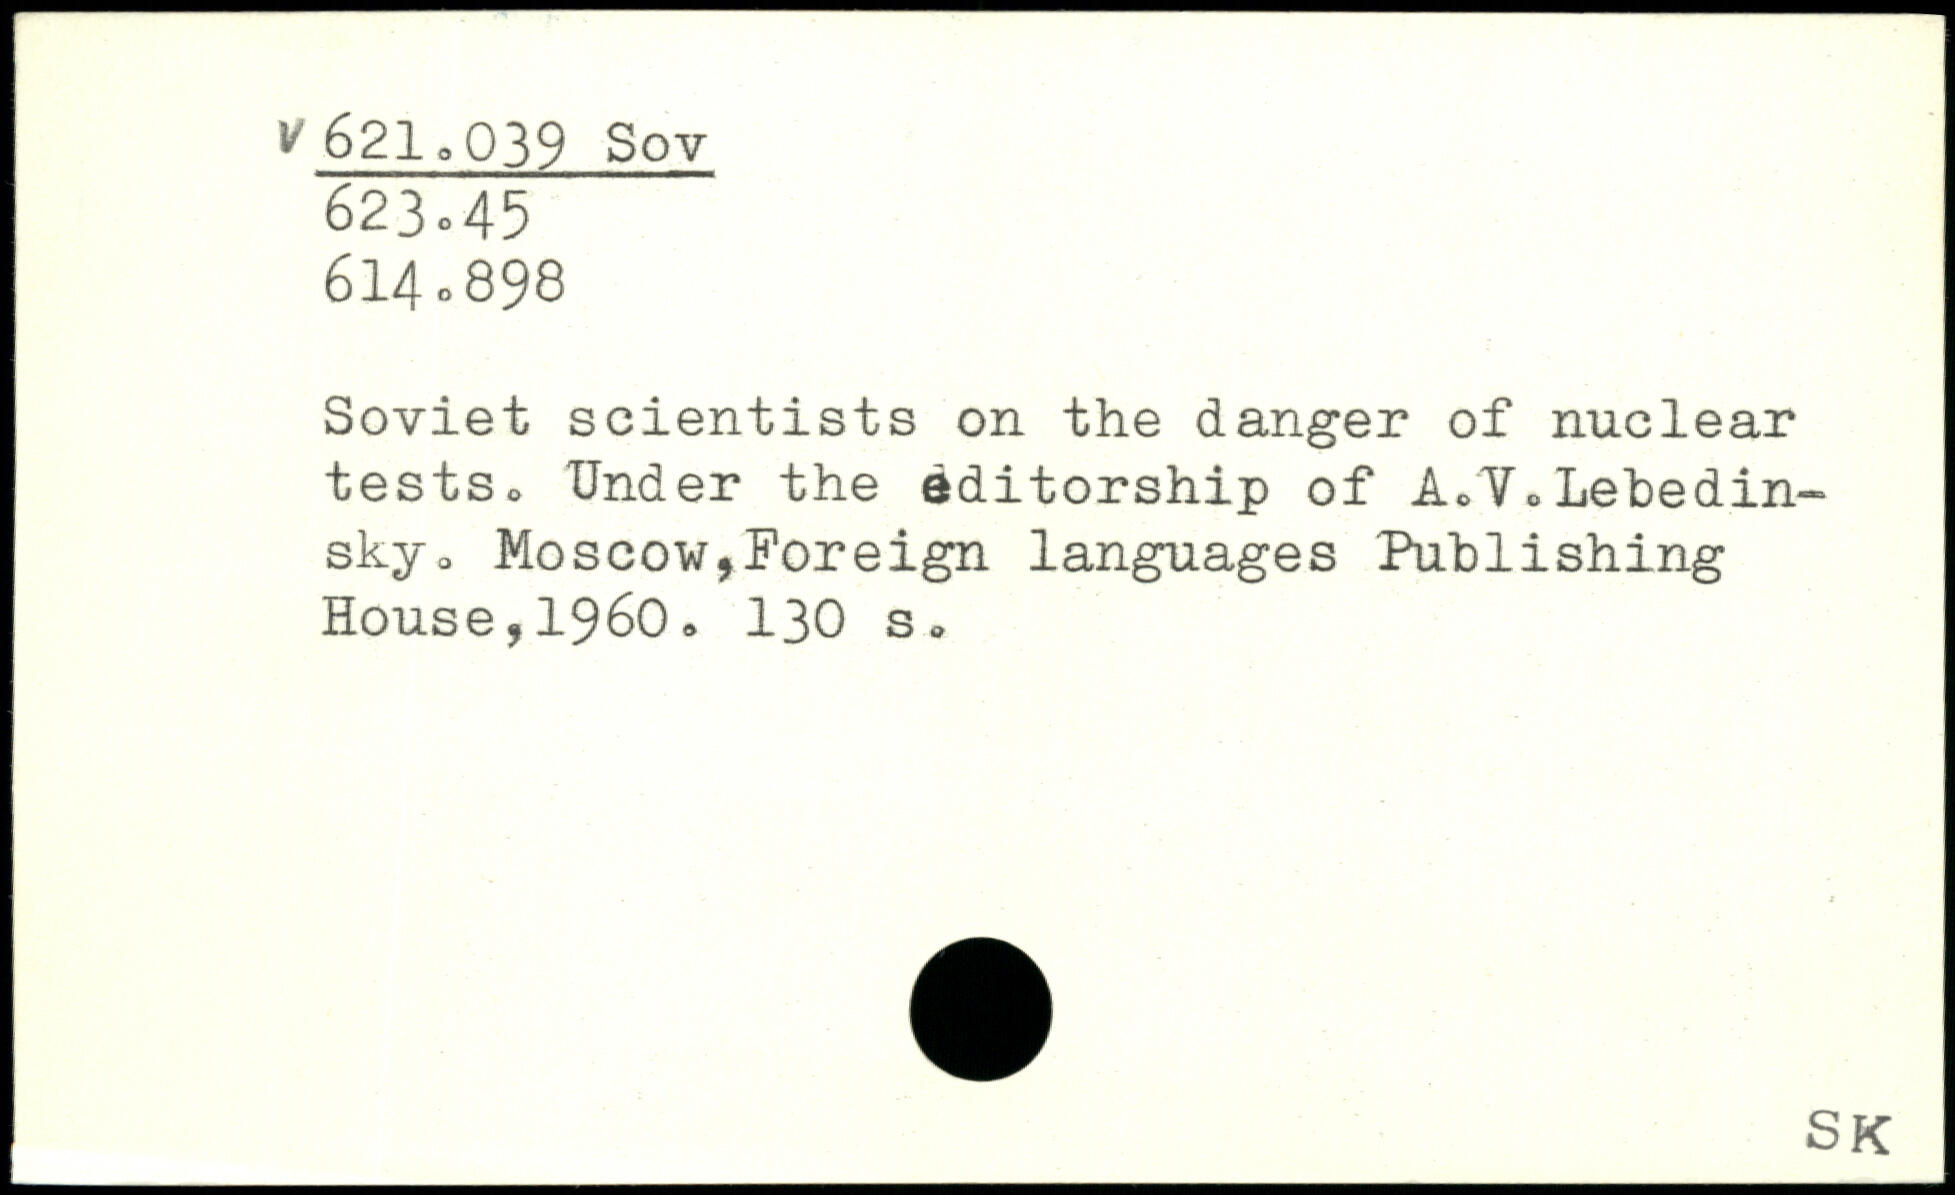 V 621.039 Sov
623.45
614.898
Soviet scientists on the danger of nuclear
tests. Under the editorship of A.V.Lebedin-
sky. Moscow,Foreign languages Publishing
House,1960. 130 s.
SK